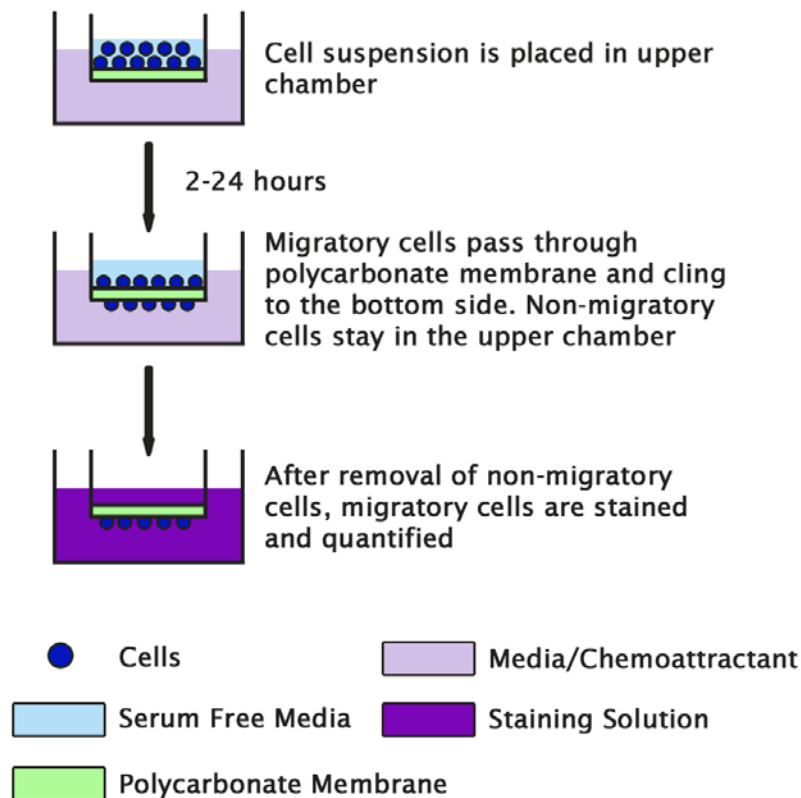 Cell suspension is placed in upper
chamber
2-24 hours
Migratory cells pass through
polycarbonate membrane and cling
to the bottom side. Non-migratory
cells stay in the upper chamber
After removal of non-migratory
cells, migratory cells are stained
and quantified
Cells
Media/Chemoattractant
Serum Free Media
Staining Solution
Polycarbonate Membrane